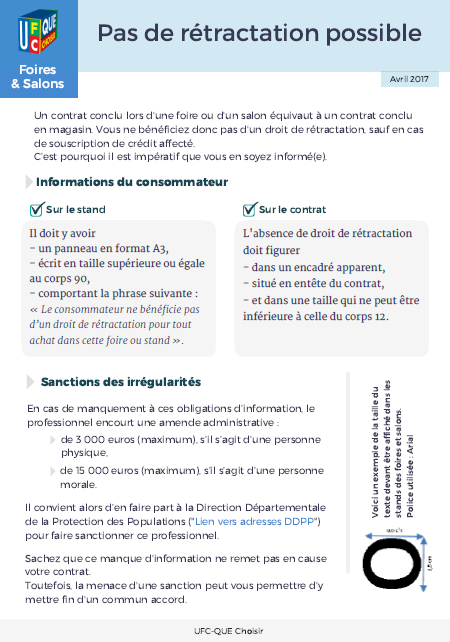 UFC QUE CHOISIR
Foires
& Salons
Pas de rétractation possible
Avril 2017
Un contrat conclu lors d'une foire ou d'un salon équivaut à un contrat conclu
en magasin. Vous ne bénéficiez donc pas d'un droit de rétractation, sauf en cas
de souscription de crédit affecté.
C'est pourquoi il est impératif que vous en soyez informé(e).
Informations du consommateur
Sur le stand
Il doit y avoir
- un panneau en format A3,
- écrit en taille supérieure ou égale
au corps 90,
- comportant la phrase suivante :
« Le consommateur ne bénéficie pas
d'un droit de rétractation pour tout
achat dans cette foire ou stand ».
Sur le contrat
L'absence de droit de rétractation
doit figurer
- dans un encadré apparent,
- situé en entête du contrat,
- et dans une taille qui ne peut être
inférieure à celle du corps 12.
Sanctions des irrégularités
En cas de manquement à ces obligations d'information, le
professionnel encourt une amende administrative :
de 3 000 euros (maximum), s'il s'agit d'une personne
physique,
de 15 000 euros (maximum), s'il s'agit d'une personne
morale.
Il convient alors d'en faire part à la Direction Départementale
de la Protection des Populations ("Lien vers adresses DDPP")
pour faire sanctionner ce professionnel.
Sachez que ce manque d'information ne remet pas en cause
votre contrat.
Toutefois, la menace d'une sanction peut vous permettre d'y
mettre fin d'un commun accord.
Voici un exemple de la taille du
texte devant être affiché dans les
stands des foires et salons.
Police utilisée : Arial
UFC-QUE Choisir